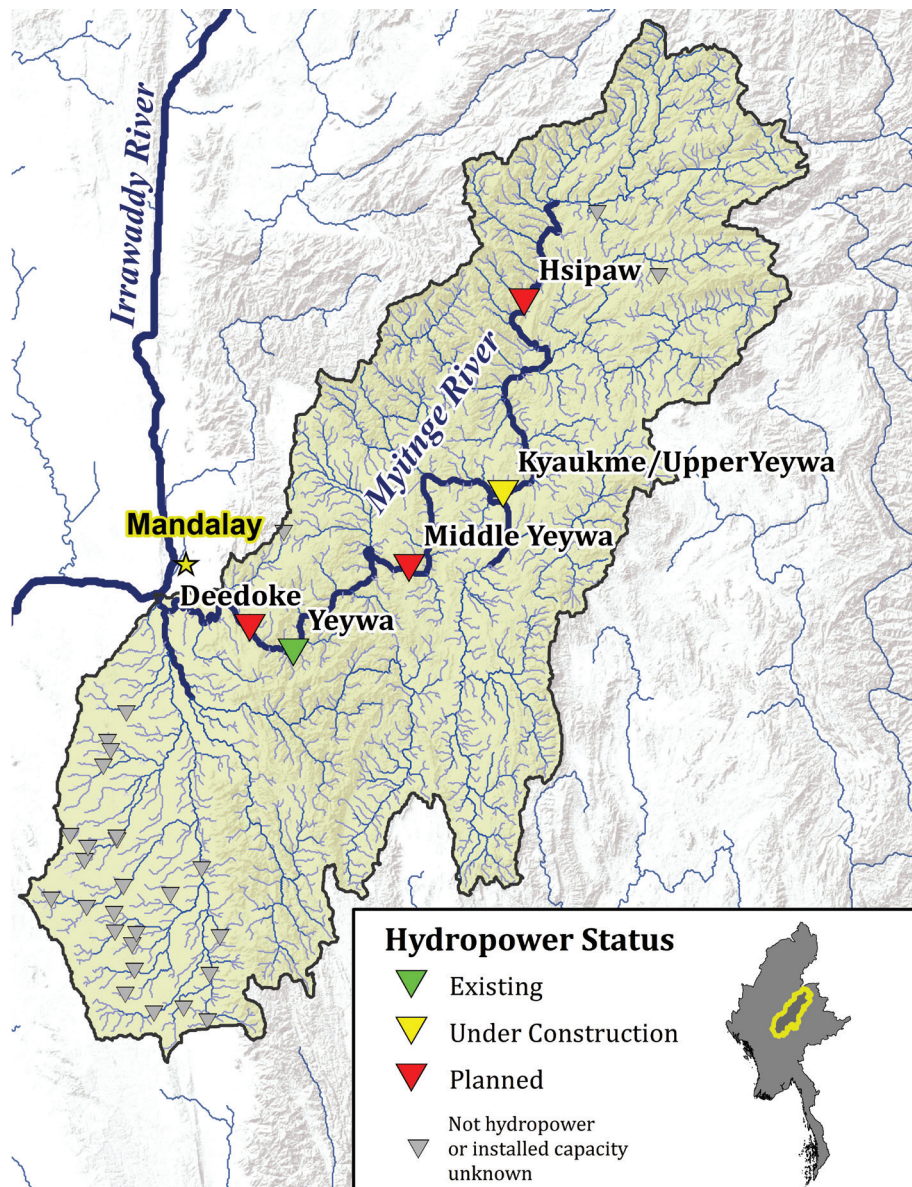 Irrawaddy River
Hsipaw
Myitnge River
Kyaukme/UpperYeywa
Mandalay
Middle Yeywa
Deedoke
Yeywa
Hydropower Status
Existing
Under Construction
Planned
Not hydropower
or installed capacity
unknown